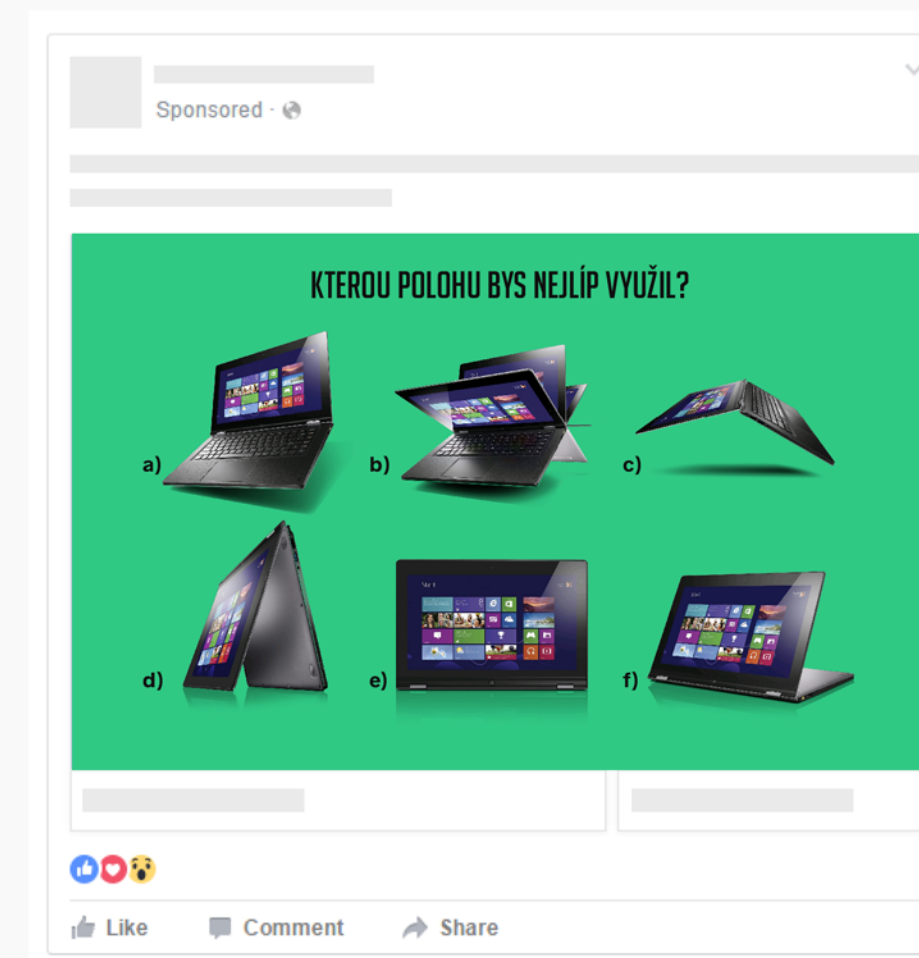 Sponsored ·
KTEROU POLOHU BYS NEJLÍP VYUŽIL?
a)
b)
c)
d)
e)
f)
Like
Comment
Share